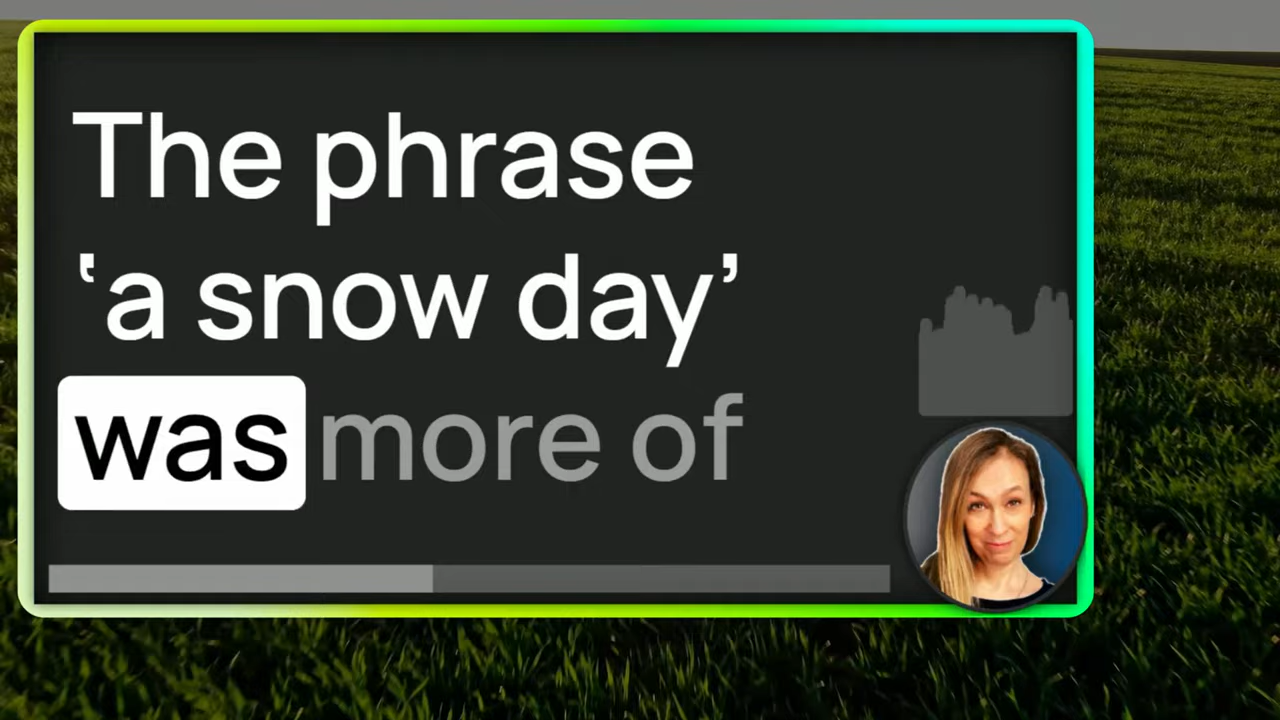 The phrase
‘a snow day’
was more of